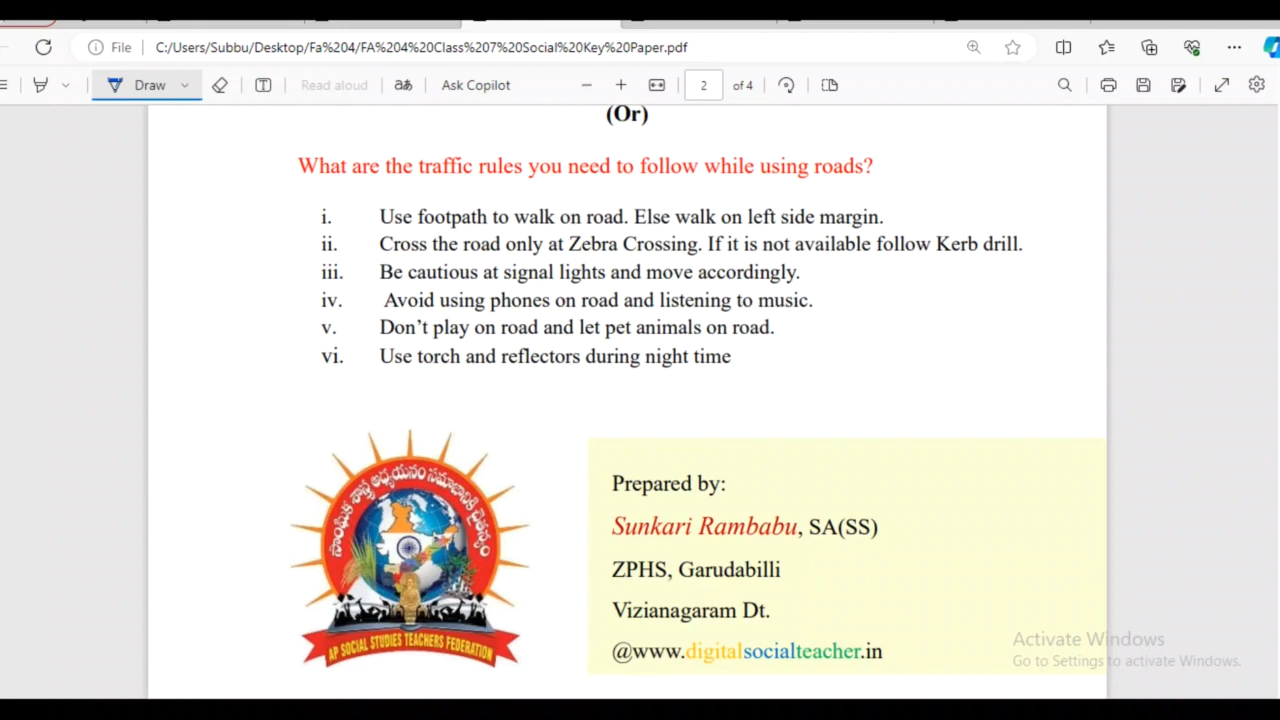 File
C:/Users/Subbu/Desktop/Fa%204/FA%204%20Class%207%20Social%20Key%20Paper.pdf
Draw
Read aloud
Ask Copilot
2
of 4
(Or)
What are the traffic rules you need to follow while using roads?
i. Use footpath to walk on road. Else walk on left side margin.
ii. Cross the road only at Zebra Crossing. If it is not available follow Kerb drill.
iii. Be cautious at signal lights and move accordingly.
iv. Avoid using phones on road and listening to music.
v. Don’t play on road and let pet animals on road.
vi. Use torch and reflectors during night time
సాంఘిక శాస్త్ర అధ్యయనం సమాజానికి చైతన్యం
AP SOCIAL STUDIES TEACHERS FEDERATION
Prepared by:
Sunkari Rambabu, SA(SS)
ZPHS, Garudabilli
Vizianagaram Dt.
@www.digitalsocialteacher.in
Activate Windows
Go to Settings to activate Windows.